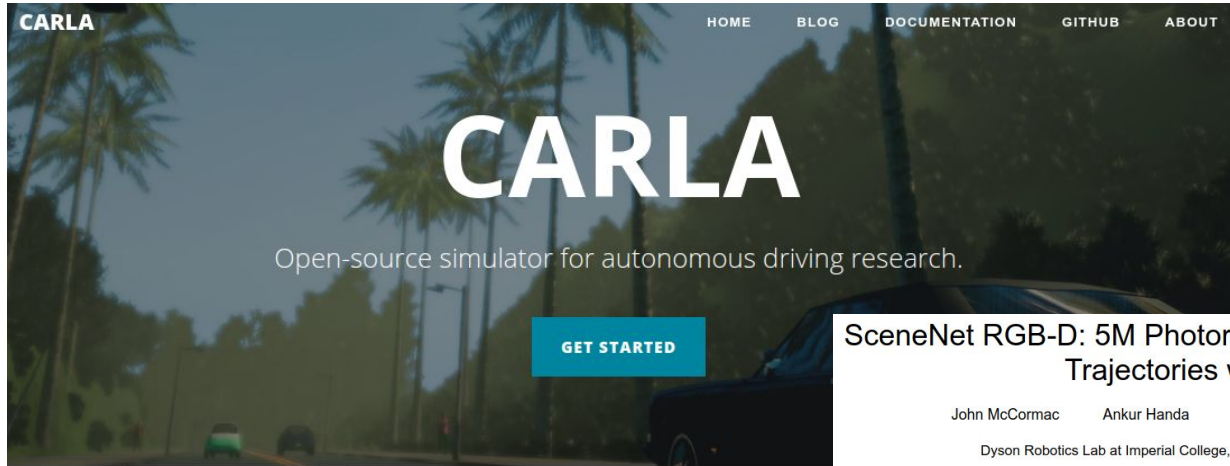 CARLA HOME BLOG DOCUMENTATION GITHUB ABOUT
CARLA
Open-source simulator for autonomous driving research.
GET STARTED
SceneNet RGB-D: 5M
Trajectories
John McCormac Ankur Handa
Dyson Robotics Lab at Imperial College,